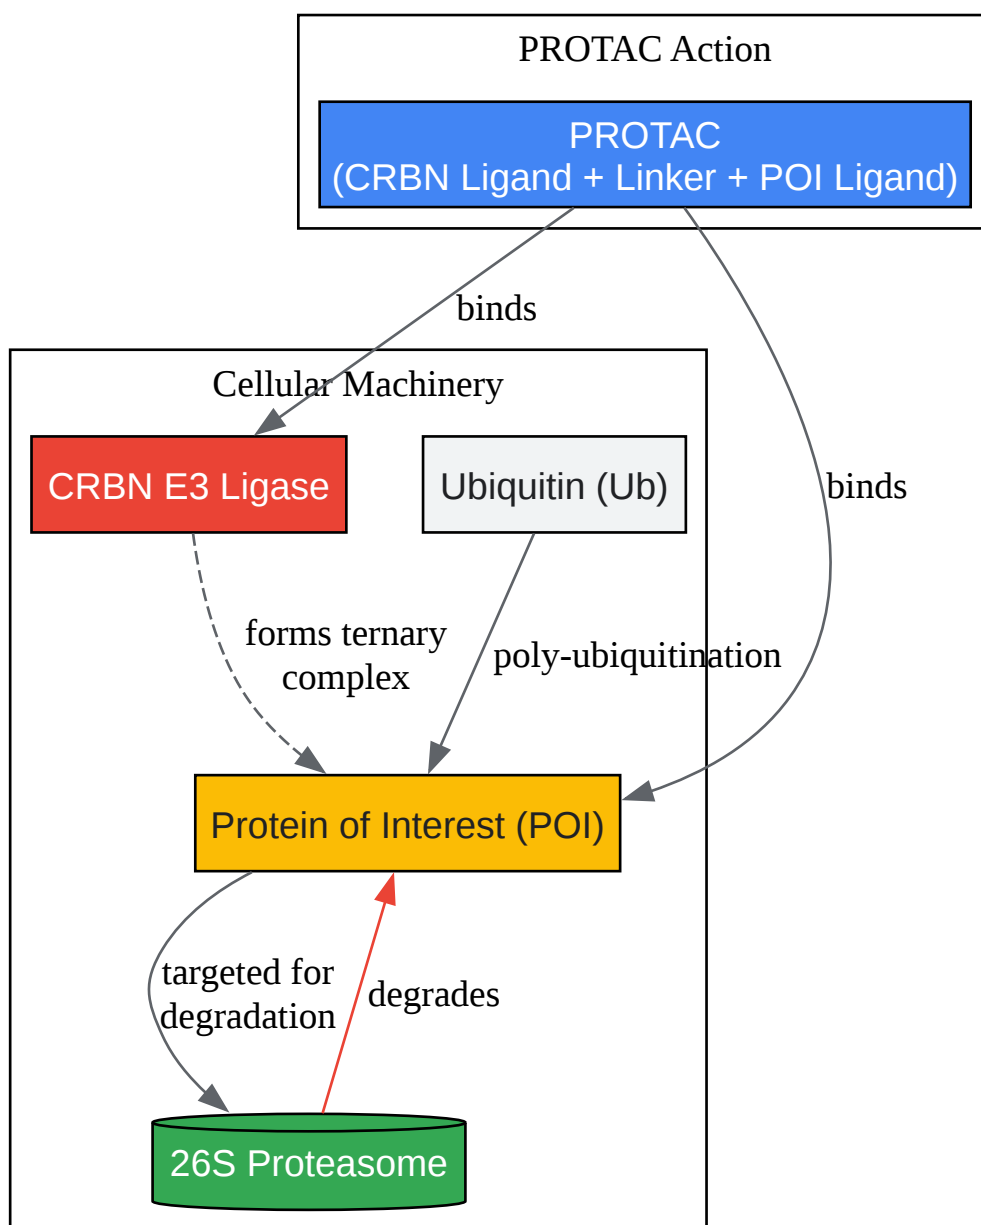 PROTAC Action
PROTAC
(CRBN Ligand + Linker + POI Ligand)
binds
Cellular Machinery
CRBN E3 Ligase
Ubiquitin (Ub)
binds
forms ternary
complex
poly-ubiquitination
Protein of Interest (POI)
targeted for
degradation
degrades
26S Proteasome